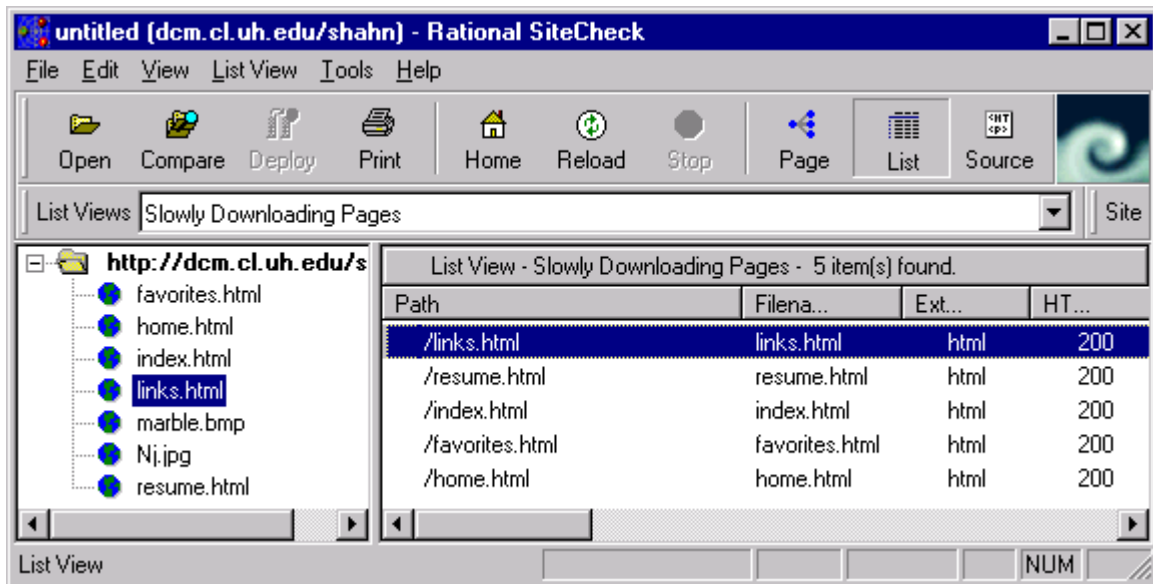 untitled (dcm.cl.uh.edu/shahn) - Rational SiteCheck
File Edit View List View Tools Help
Open Compare Deploy Print Home Reload Stop Page List Source
List Views Slowly Downloading Pages Site
http://dcm.cl.uh.edu/s
favorites.html
home.html
index.html
links.html
marble.bmp
Nj.jpg
resume.html
List View - Slowly Downloading Pages - 5 item(s) found.
Path Filena... Ext... HT...
/links.html links.html html 200
/resume.html resume.html html 200
/index.html index.html html 200
/favorites.html favorites.html html 200
/home.html home.html html 200
List View NUM